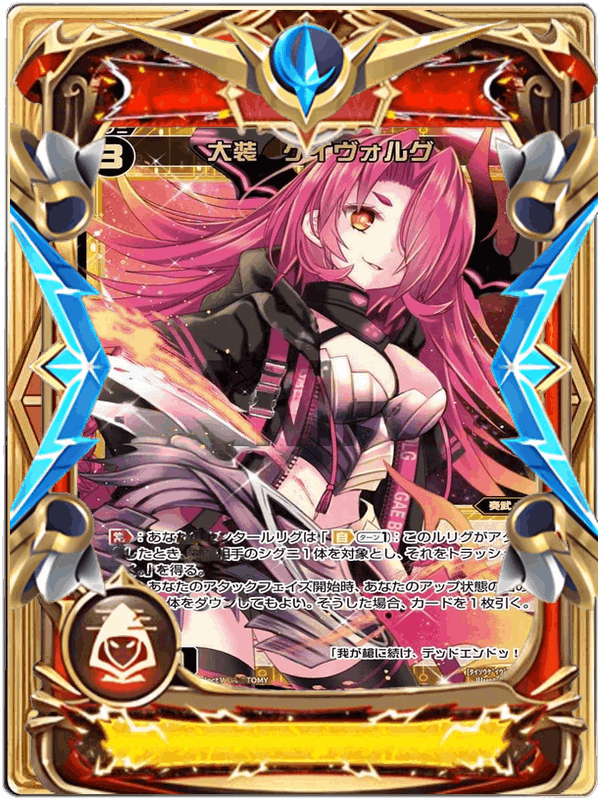 3
大装 ゲイヴォルグ
GAE B
G
奏武
常:あなた ンタールリグは「自 ターン1:このルリグがア
したとき、 相手のシグニ1体を対象とし、それをトラッシ
」を得る。
あなたのアタックフェイズ開始時、あなたのアップ状態の
体をダウンしてもよい。そうした場合、カードを1枚引く。
「我が槍に続け、デッドエンドッ!
TOMY